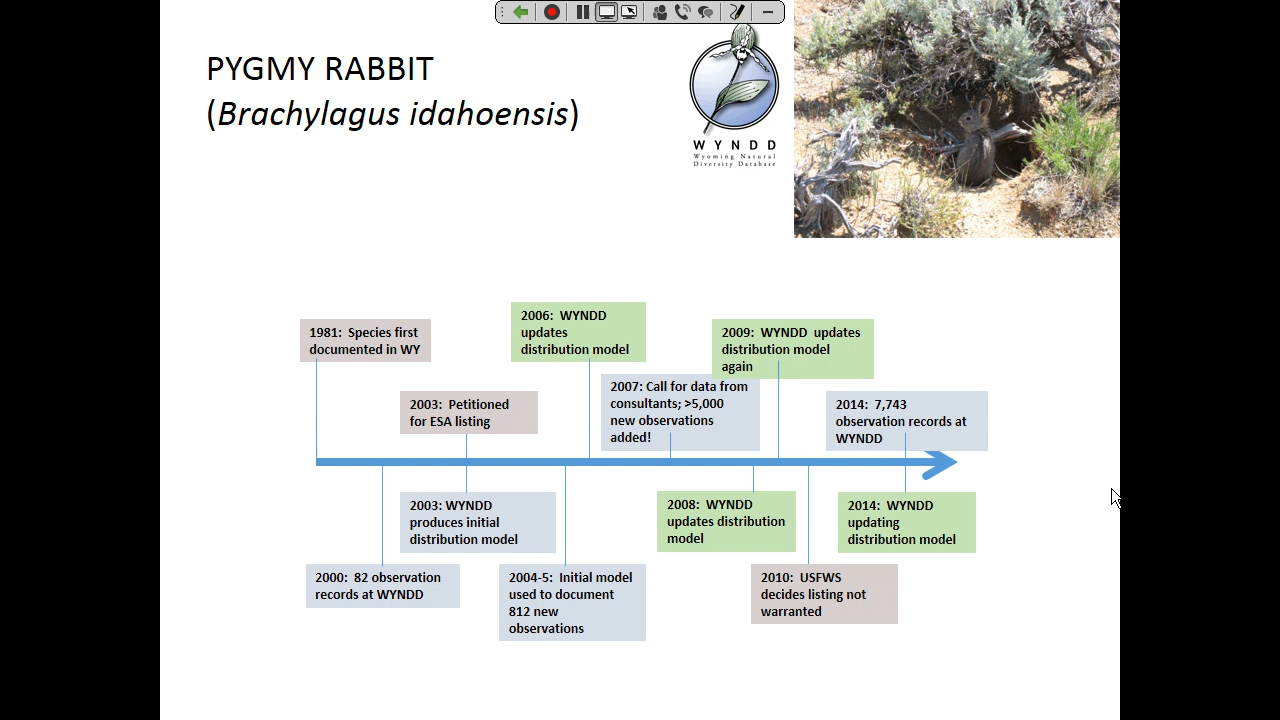 PYGMY RABBIT
(Brachylagus idahoensis)
W Y N D D
Wyoming Natural
Diversity Database
1981:  Species first
documented in WY
2003:  Petitioned
for ESA listing
2006:  WYNDD
updates
distribution model
2007: Call for data from
consultants; >5,000
new observations
added!
2009:  WYNDD  updates
distribution model
again
2014:  7,743
observation records at
WYNDD
2000:  82 observation
records at WYNDD
2003: WYNDD
produces initial
distribution model
2004-5:  Initial model
used to document
812 new
observations
2008:  WYNDD
updates distribution
model
2010:  USFWS
decides listing not
warranted
2014:  WYNDD
updating
distribution model